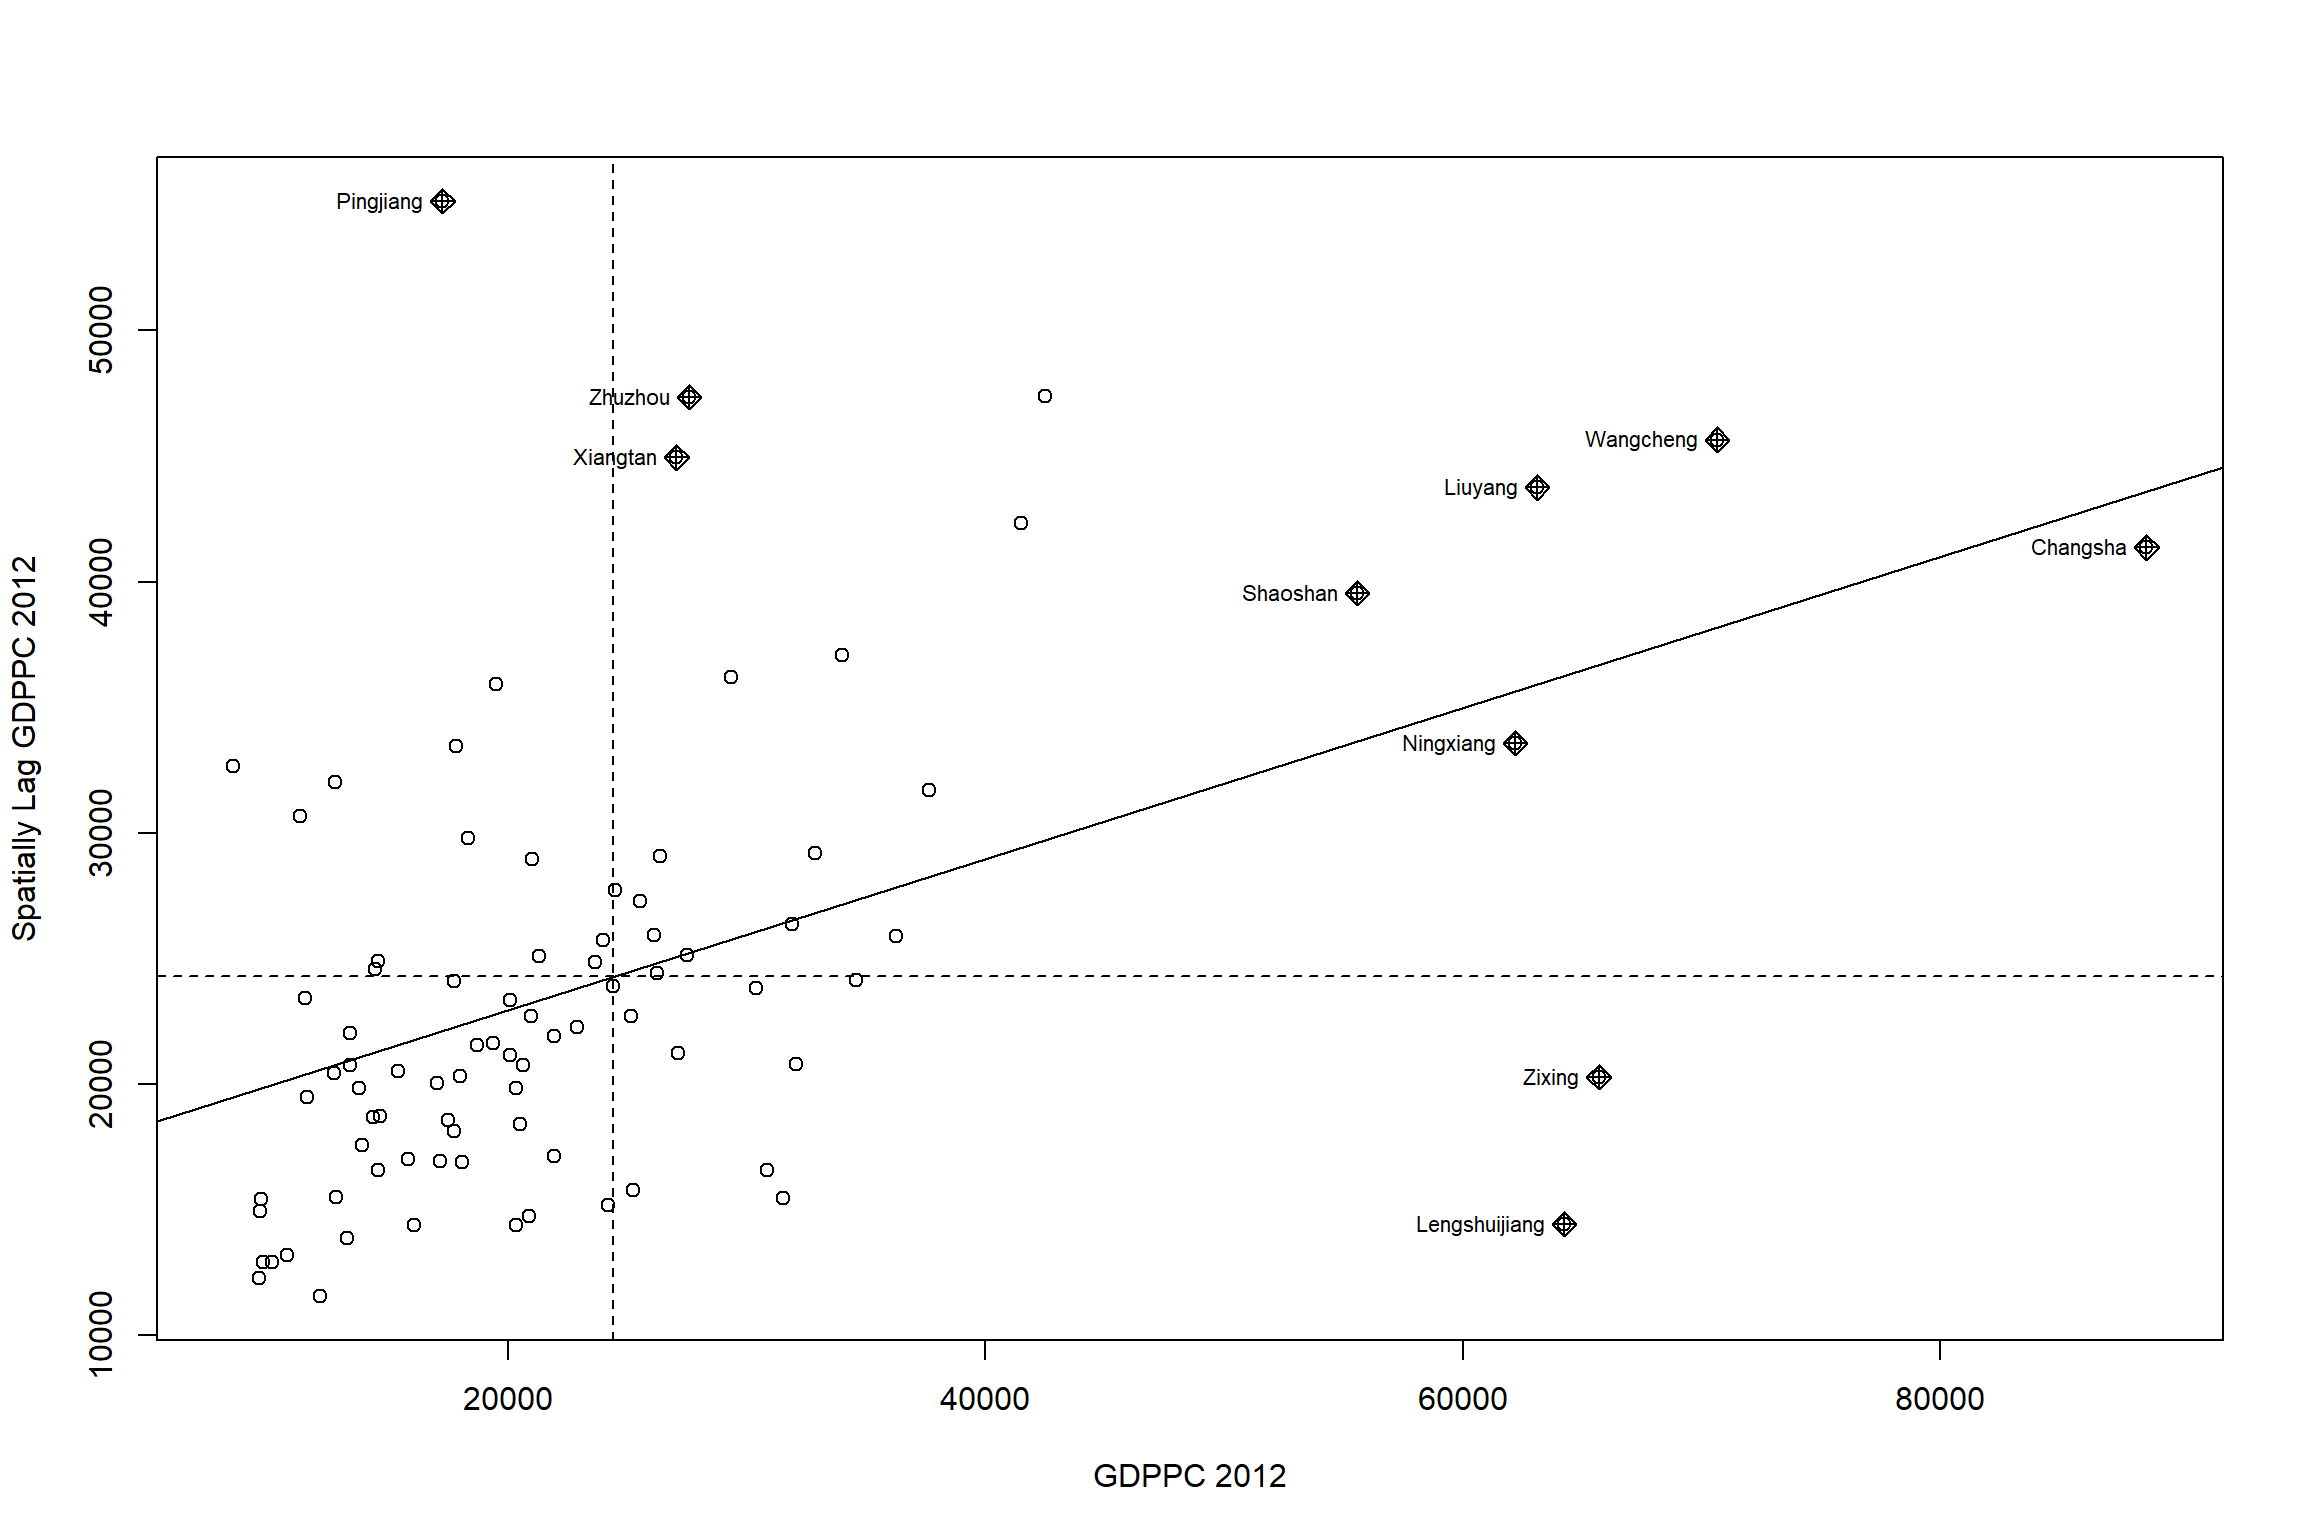 Pingjiang
50000
Zhuzhou
Wangcheng
Xiangtan
Liuyang
Changsha
40000
Shaoshan
Spatially Lag GDPPC 2012
Ningxiang
30000
20000
Zixing
Lengshuijiang
10000
20000 40000 60000 80000
GDPPC 2012